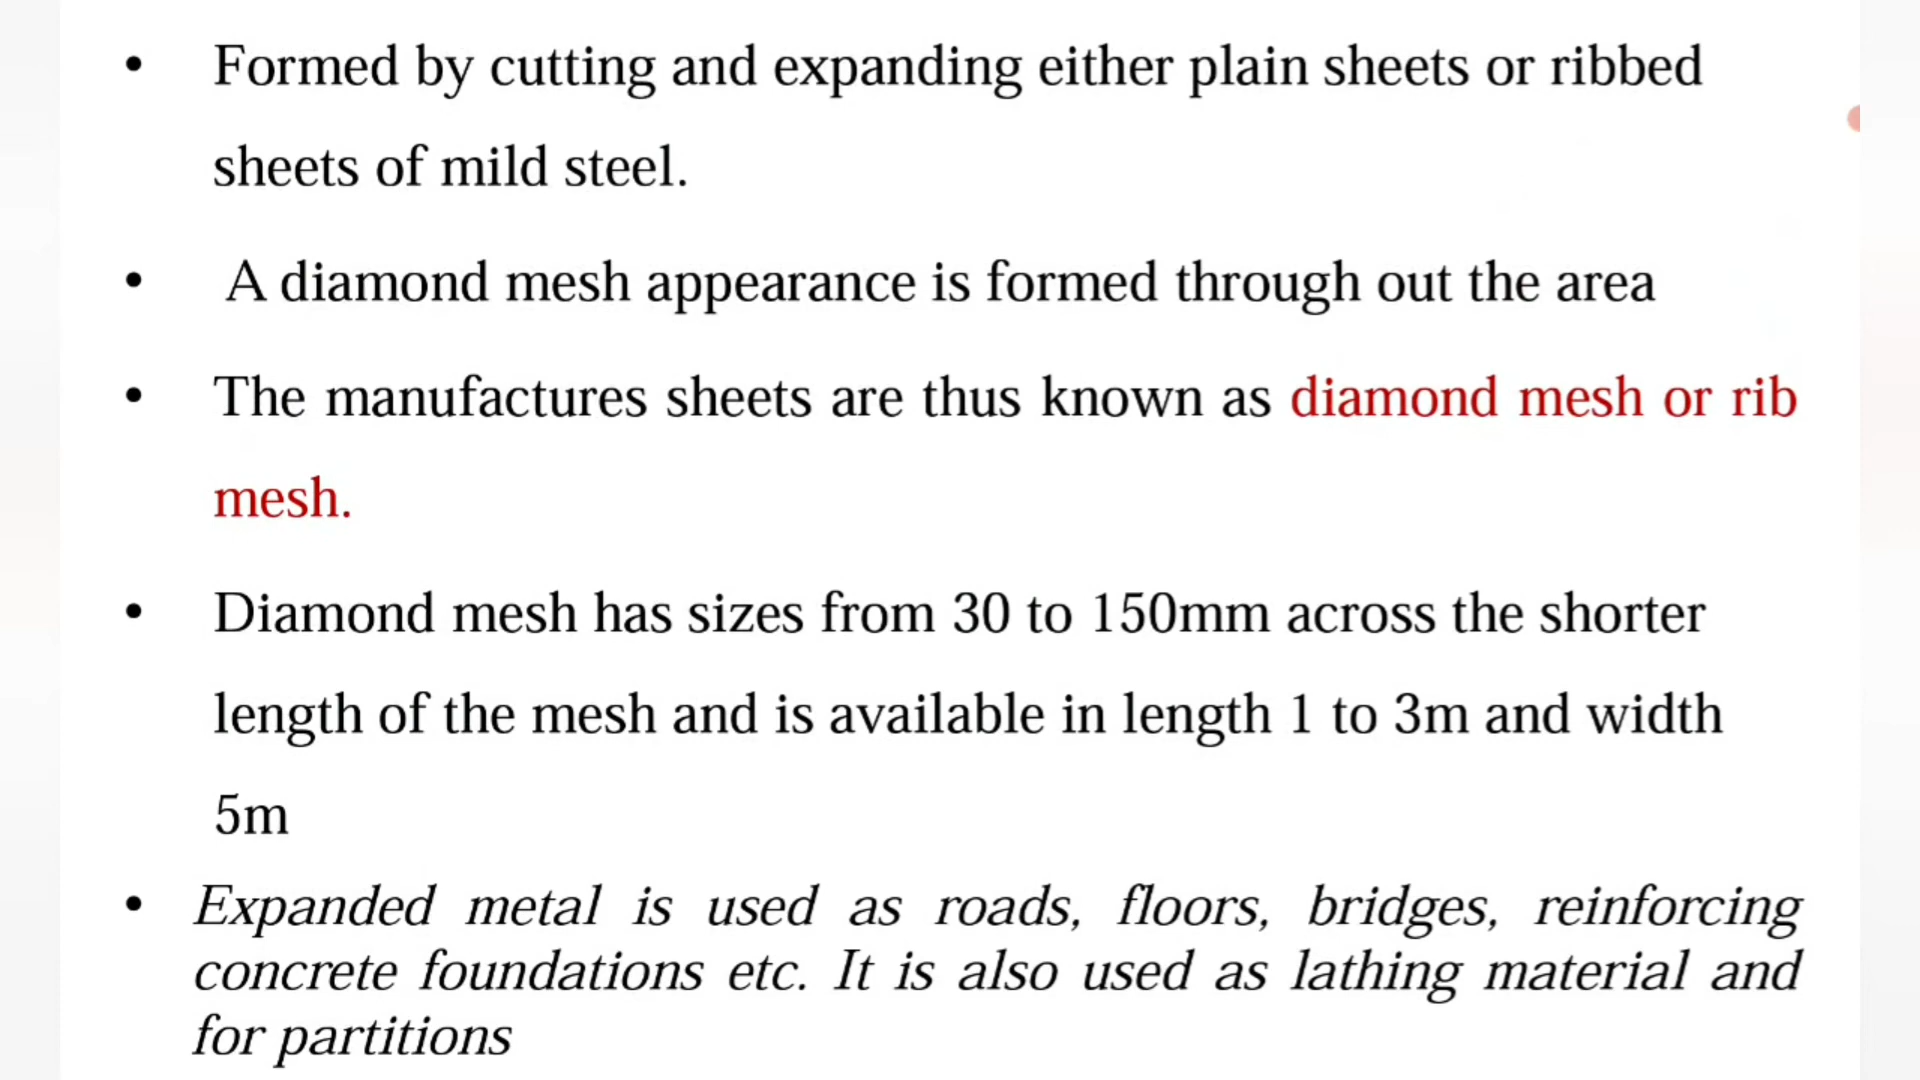 • Formed by cutting and expanding either plain sheets or ribbed
sheets of mild steel.
• A diamond mesh appearance is formed through out the area
• The manufactures sheets are thus known as diamond mesh or rib
mesh.
• Diamond mesh has sizes from 30 to 150mm across the shorter
length of the mesh and is available in length 1 to 3m and width
5m
• Expanded metal is used as roads, floors, bridges, reinforcing
concrete foundations etc. It is also used as lathing material and
for partitions